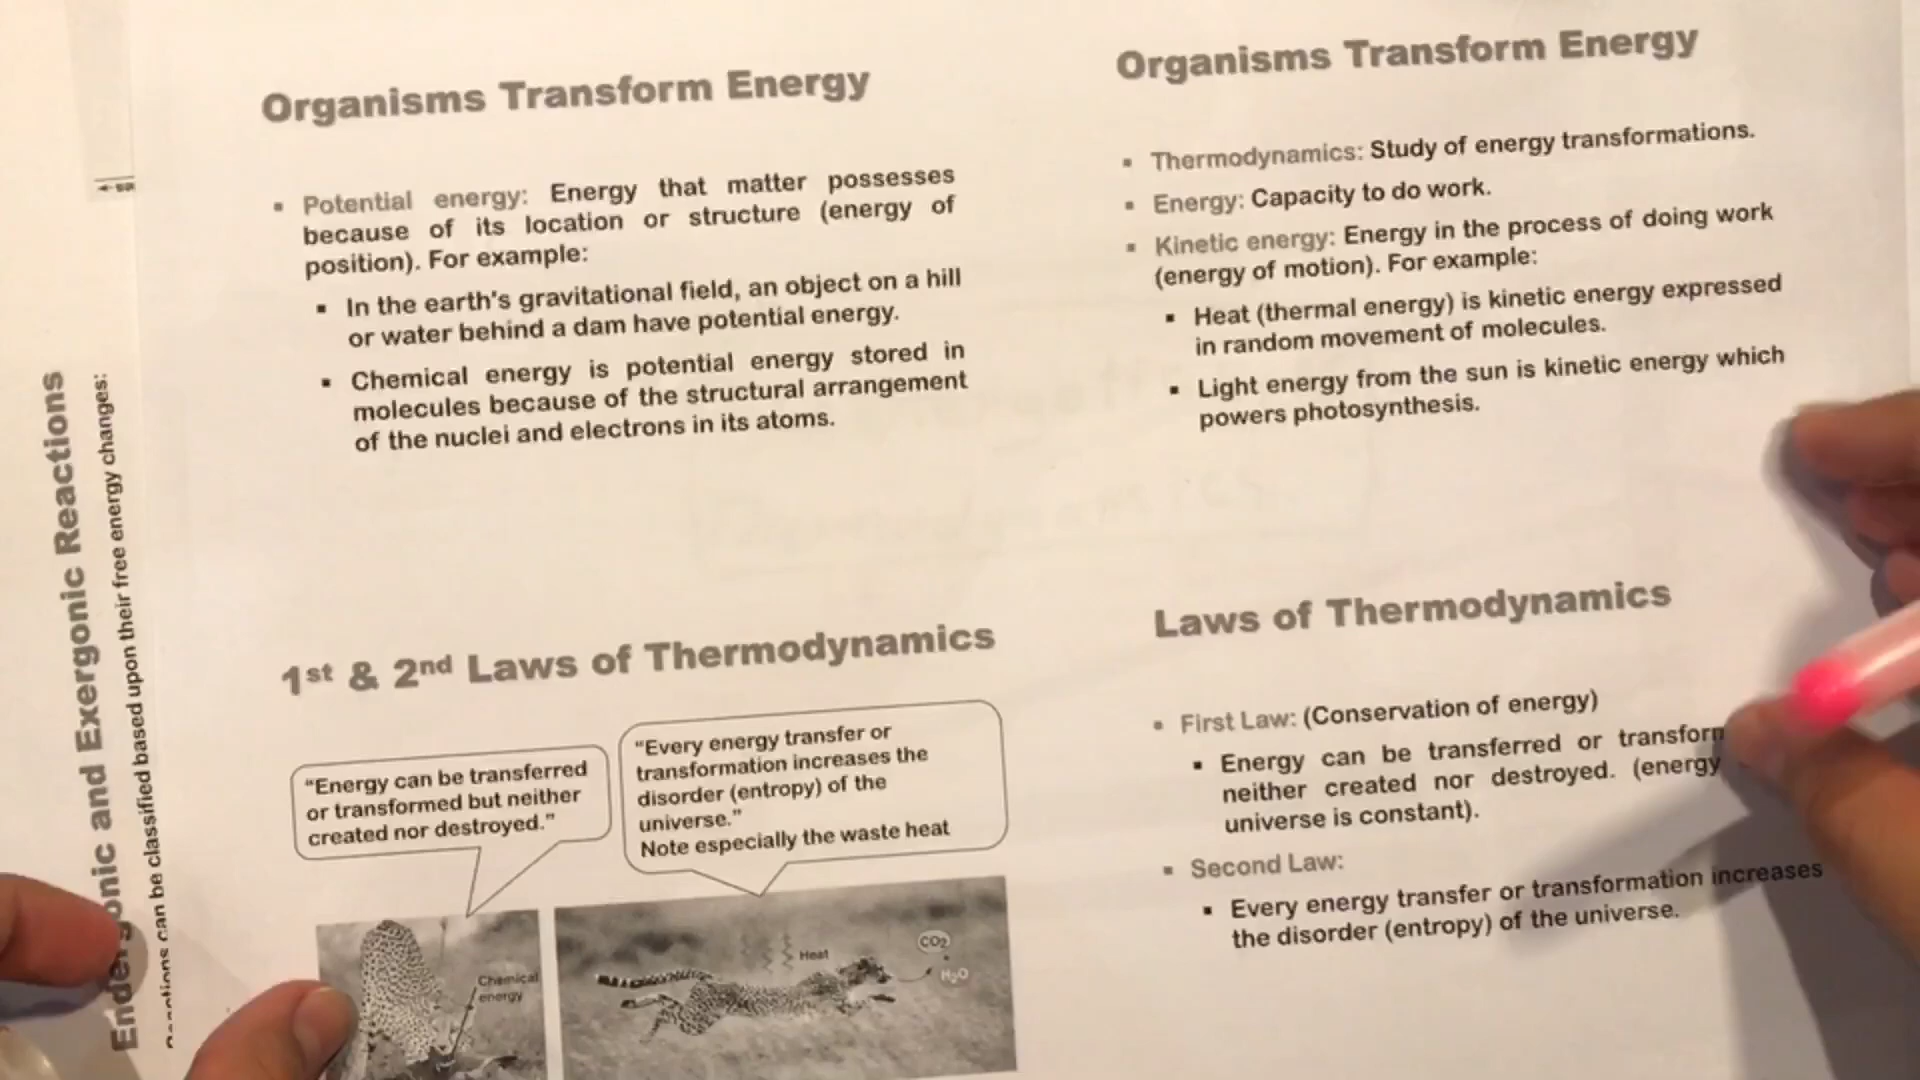 Organisms Transform Energy
▪ Potential energy: Energy that matter possesses
because of its location or structure (energy of
position). For example:
▪ In the earth's gravitational field, an object on a hill
or water behind a dam have potential energy.
▪ Chemical energy is potential energy stored in
molecules because of the structural arrangement
of the nuclei and electrons in its atoms.
Organisms Transform Energy
▪ Thermodynamics: Study of energy transformations.
▪ Energy: Capacity to do work.
▪ Kinetic energy: Energy in the process of doing work
(energy of motion). For example:
▪ Heat (thermal energy) is kinetic energy expressed
in random movement of molecules.
▪ Light energy from the sun is kinetic energy which
powers photosynthesis.
1st & 2nd Laws of Thermodynamics
“Energy can be transferred
or transformed but neither
created nor destroyed.”
“Every energy transfer or
transformation increases the
disorder (entropy) of the
universe.”
Note especially the waste heat
Chemical
energy
Heat
CO₂
H₂O
Laws of Thermodynamics
▪ First Law: (Conservation of energy)
▪ Energy can be transferred or transform
neither created nor destroyed. (energy
universe is constant).
▪ Second Law:
▪ Every energy transfer or transformation increases
the disorder (entropy) of the universe.
and Exergonic Reactions
can be classified based upon their free energy changes: